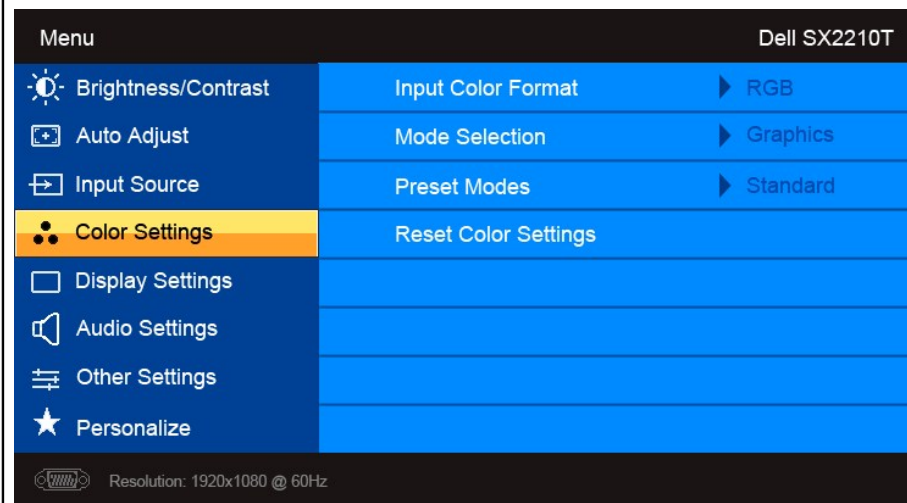 Menu Dell SX2210T
Brightness/Contrast Input Color Format RGB
Auto Adjust Mode Selection Graphics
Input Source Preset Modes Standard
Color Settings Reset Color Settings
Display Settings
Audio Settings
Other Settings
Personalize
Resolution: 1920x1080 @ 60Hz